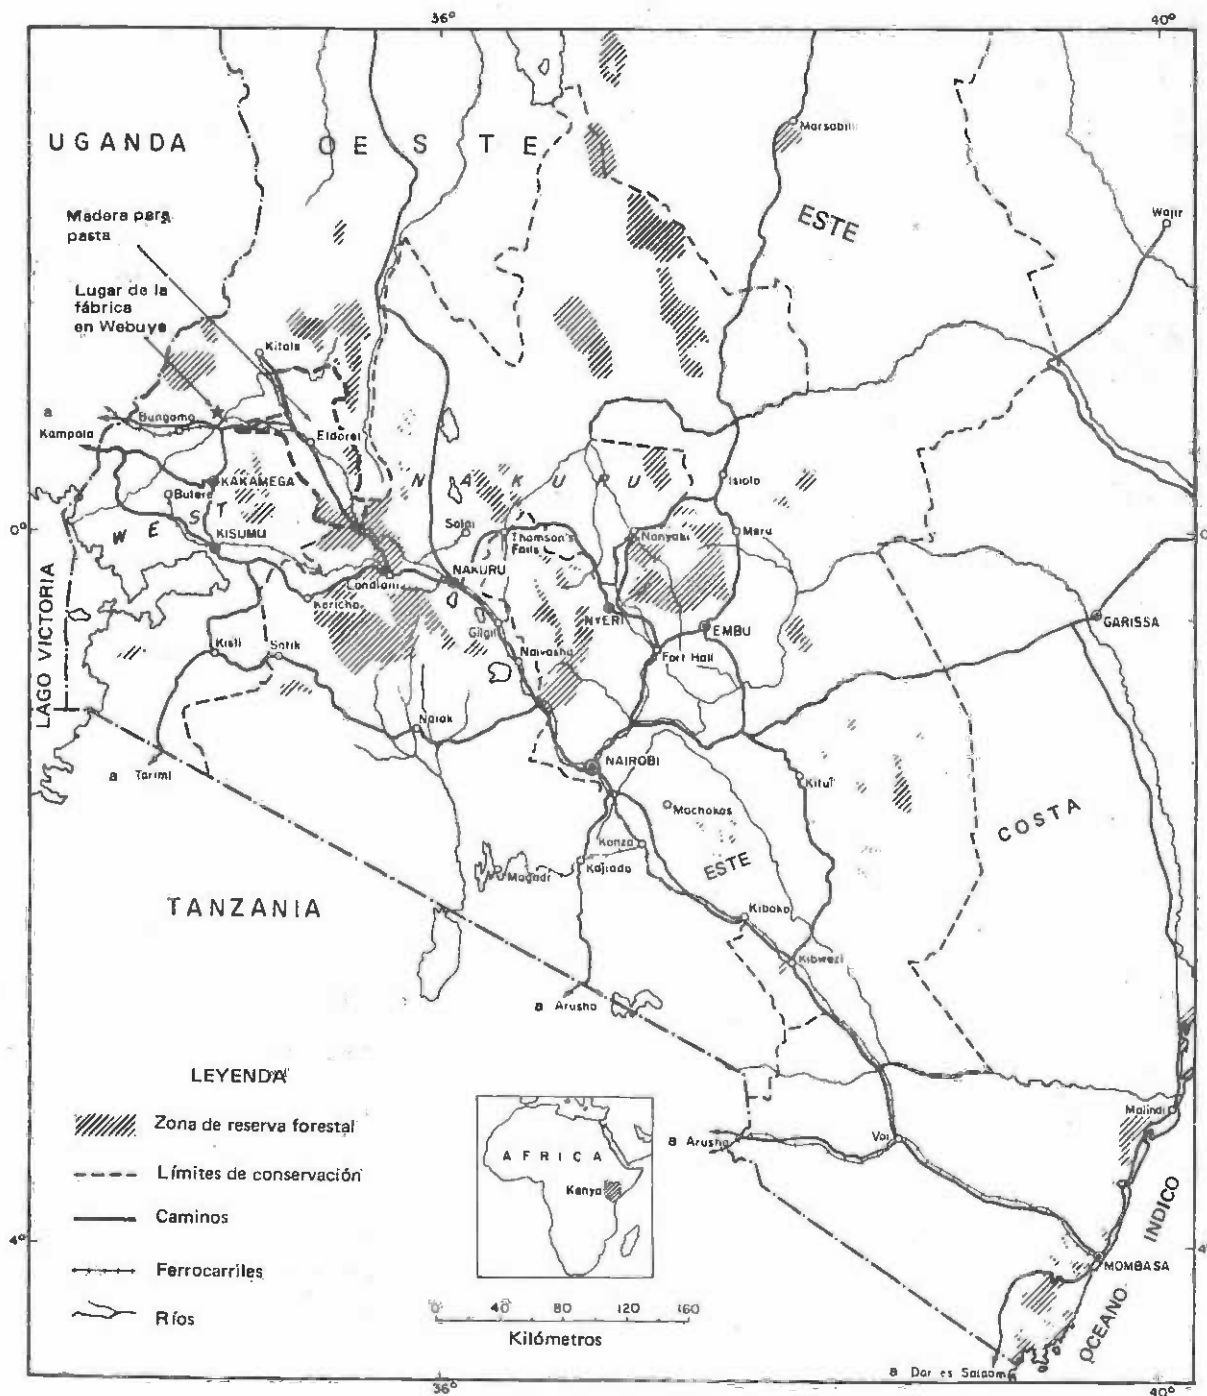 36°
40°
UGANDA
OESTE
Marsabit
ESTE
Wajir
Madera para
pasta
Lugar de la
fábrica
en Webuye
Kitale
a
Kampala
Bungoma
Eldoret
KAKAMEGA
Butere
NAKURU
Isiolo
WEST
0°
KISUMU
Solai
Thomson's
Falls
Nanyuki
Meru
0°
Londiani
NAKURU
Kericho
Gilgil
NYERI
EMBU
GARISSA
LAGO VICTORIA
Kisii
Sotik
Naivasha
Fort Hall
Narok
a Tarimi
NAIROBI
Kitui
Machakos
COSTA
Konza
ESTE
Magadi
Kajiado
TANZANIA
Kiboko
Kibwezi
a Arusha
LEYENDA
Zona de reserva forestal
Límites de conservación
Caminos
Ferrocarriles
Ríos
AFRICA
Kenya
0 40 80 120 160
Kilómetros
Malindi
a Arusha
Voi
4°
4°
MOMBASA
OCEANO INDICO
a Dar es Salaam
36°
40°